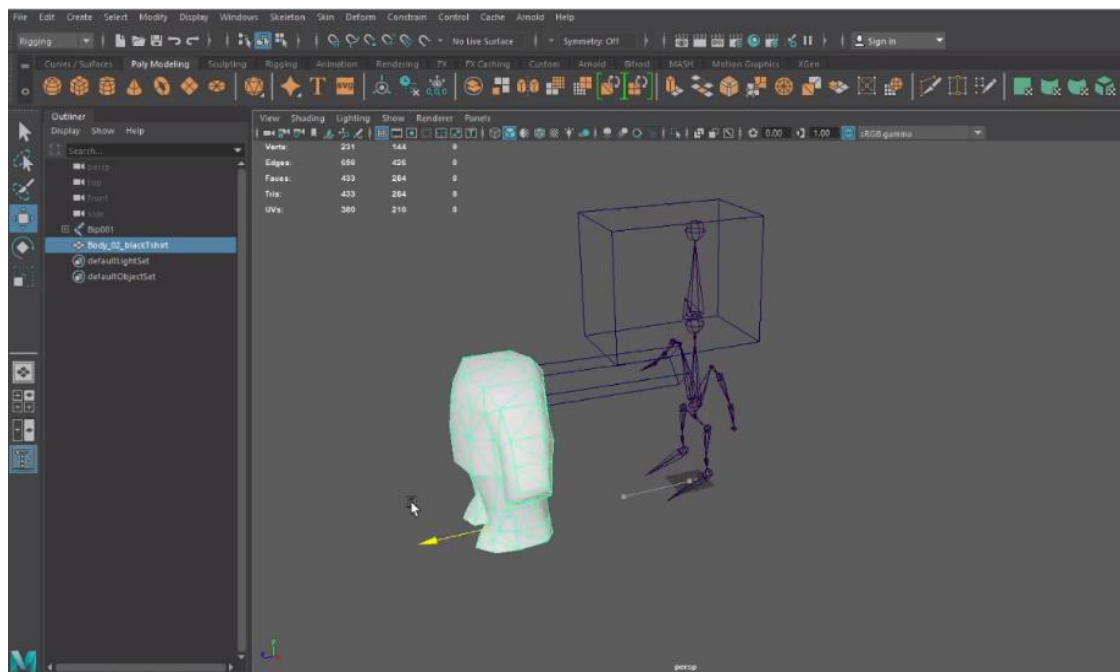 File Edit Create Select Modify Display Windows Skeleton Skin Deform Constrain Control Cache Arnold Help
Rigging No Live Surface Symmetry: Off Sign In
Curves / Surfaces Poly Modeling Sculpting Rigging Animation Rendering FX FX Caching Custom Arnold Bifrost MASH Motion Graphics XGen
T SVG 0,0,0
Outliner
Display Show Help
Search...
persp
top
front
side
Bip001
Body_02_blackTshirt
defaultLightSet
defaultObjectSet
View Shading Lighting Show Renderer Panels
0.00 1.00 sRGB gamma
Verts: 231 144 0
Edges: 656 426 0
Faces: 433 284 0
Tris: 433 284 0
UVs: 380 210 0
persp